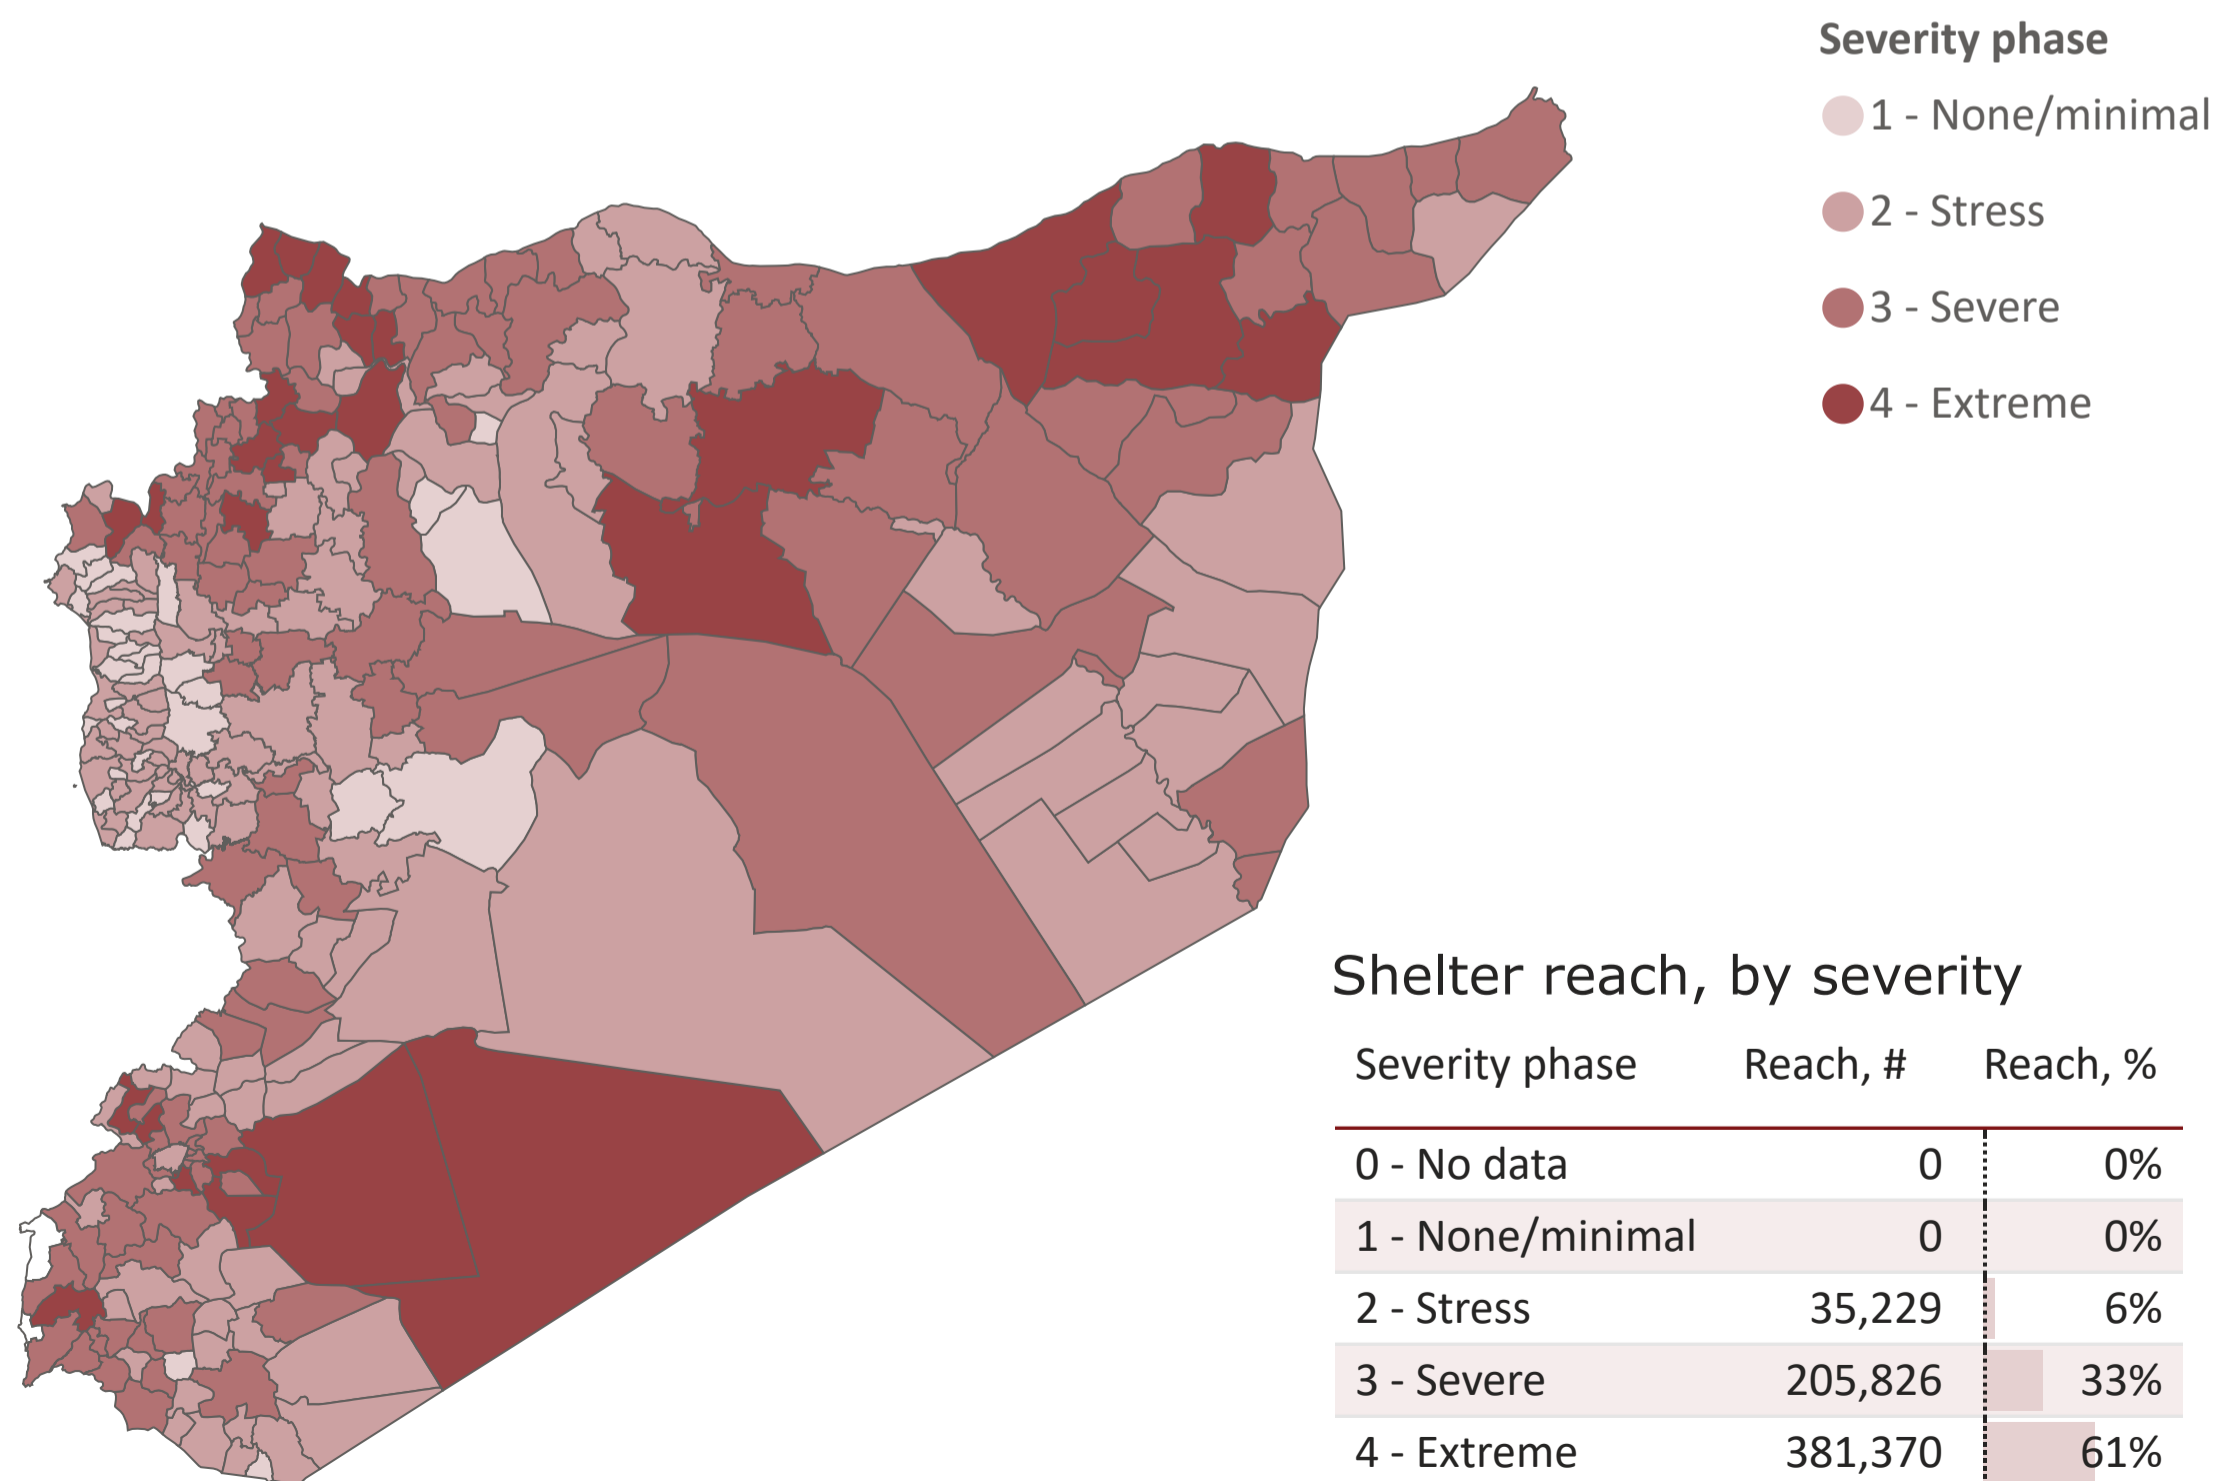 Severity phase
1 - None/minimal
2 - Stress
3 - Severe
4 - Extreme
Shelter reach, by severity
Severity phase Reach, # Reach, %
0 - No data 0 0%
1 - None/minimal 0 0%
2 - Stress 35,229 6%
3 - Severe 205,826 33%
4 - Extreme 381,370 61%